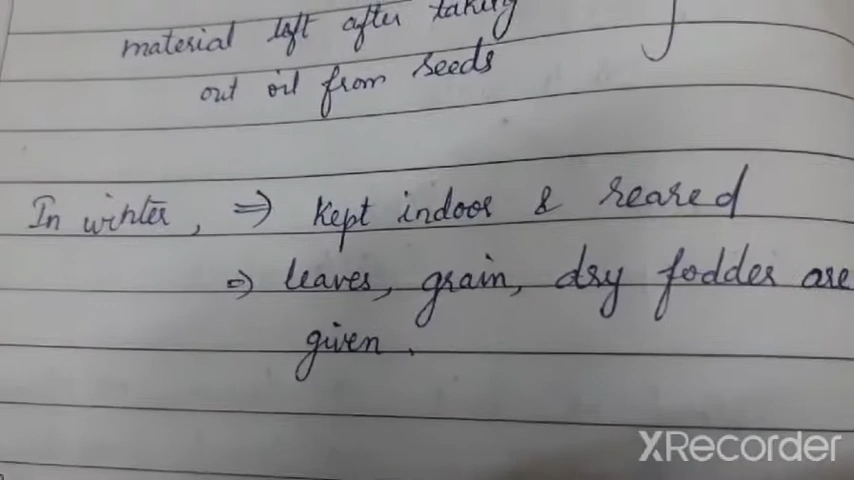 material left after taking
out oil from seeds
In winter, ⇒ Kept indoor & reared
⇒ leaves, grain, dry fodder are
given.
XRecorder